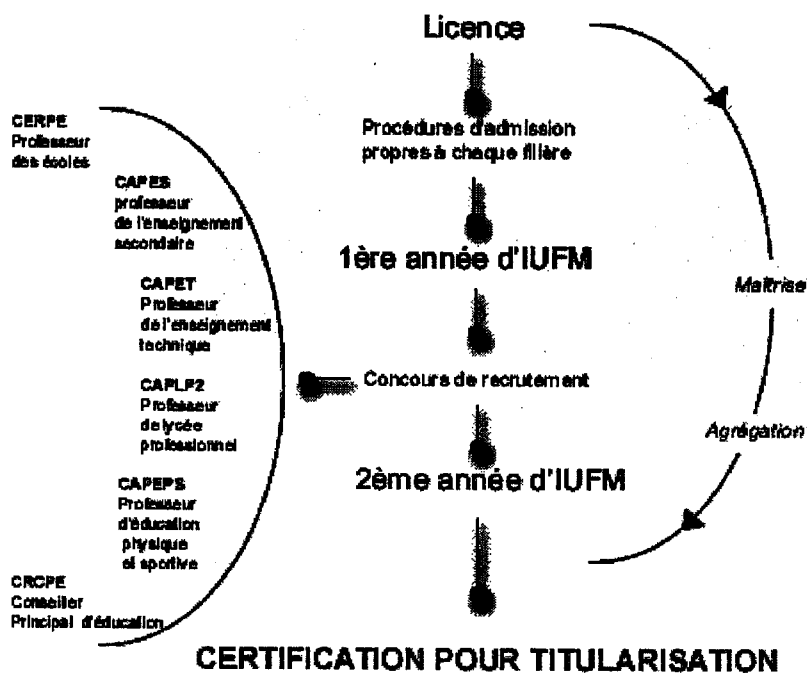 Licence
Procédures d'admission
propres à chaque filière
1ère année d'IUFM
Concours de recrutement
2ème année d'IUFM
CERTIFICATION POUR TITULARISATION
CERPE
Professeur
des écoles
CAPES
professeur
de l'enseignement
secondaire
CAPET
Professeur
de l'enseignement
technique
CAPLP2
Professeur
de lycée
professionnel
CAPEPS
Professeur
d'éducation
physique
et sportive
CRCPE
Conseiller
Principal d'éducation
Maîtrise
Agrégation